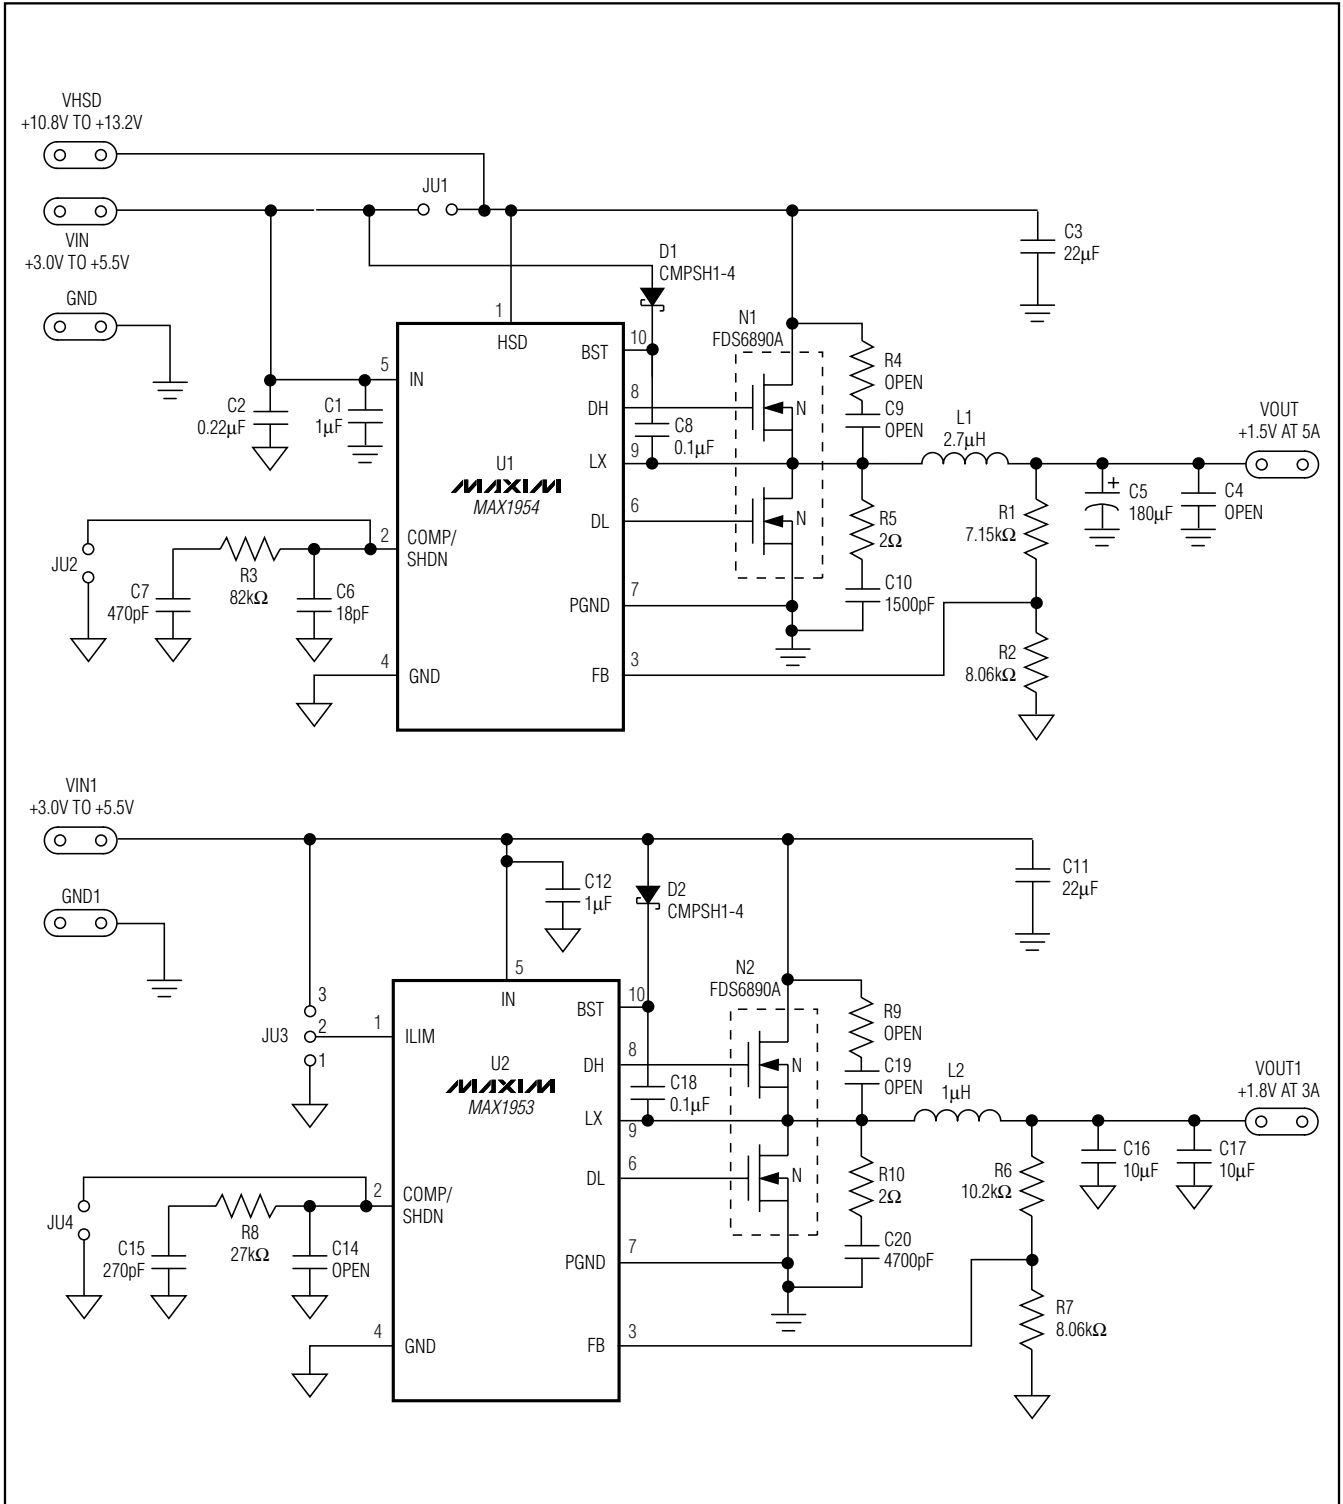 VHSD
+10.8V TO +13.2V
JU1
VIN
+3.0V TO +5.5V
GND
C3
22μF
D1
CMPSH1-4
1
HSD
N1
FDS6890A
10
BST
5
IN
R4
OPEN
C2
0.22μF
C1
1μF
8
DH
N
C9
OPEN
C8
0.1μF
L1
2.7μH
VOUT
+1.5V AT 5A
9
LX
U1
MAXIM
MAX1954
6
DL
N
R5
2Ω
R1
7.15kΩ
+
C5
180μF
C4
OPEN
JU2
2
COMP/
SHDN
R3
82kΩ
C7
470pF
C6
18pF
7
PGND
C10
1500pF
4
GND
3
FB
R2
8.06kΩ
VIN1
+3.0V TO +5.5V
GND1
C12
1μF
D2
CMPSH1-4
C11
22μF
5
IN
N2
FDS6890A
10
BST
3
JU3
2
1
1
ILIM
R9
OPEN
U2
MAXIM
MAX1953
8
DH
N
C19
OPEN
C18
0.1μF
L2
1μH
VOUT1
+1.8V AT 3A
LX
9
6
DL
N
R10
2Ω
R6
10.2kΩ
C16
10μF
C17
10μF
JU4
2
COMP/
SHDN
R8
27kΩ
C15
270pF
C14
OPEN
7
PGND
C20
4700pF
R7
8.06kΩ
4
GND
3
FB